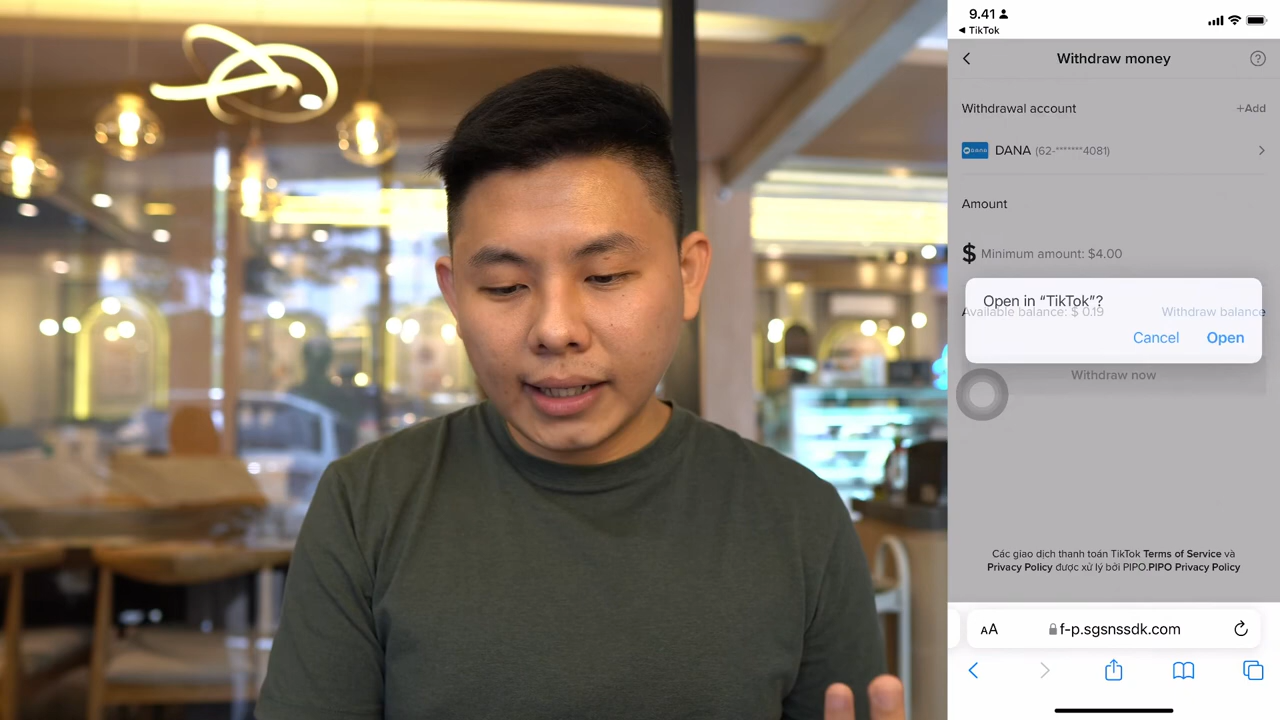 9.41
◀ TikTok
Withdraw money
Withdrawal account
+Add
DANA
DANA (62-*******4081)
Amount
$ Minimum amount: $4.00
Open in “TikTok”?
Available balance: $ 0.19
Withdraw balance
Cancel
Open
Withdraw now
Các giao dịch thanh toán TikTok Terms of Service và
Privacy Policy được xử lý bởi PIPO.PIPO Privacy Policy
AA
f-p.sgsnssdk.com